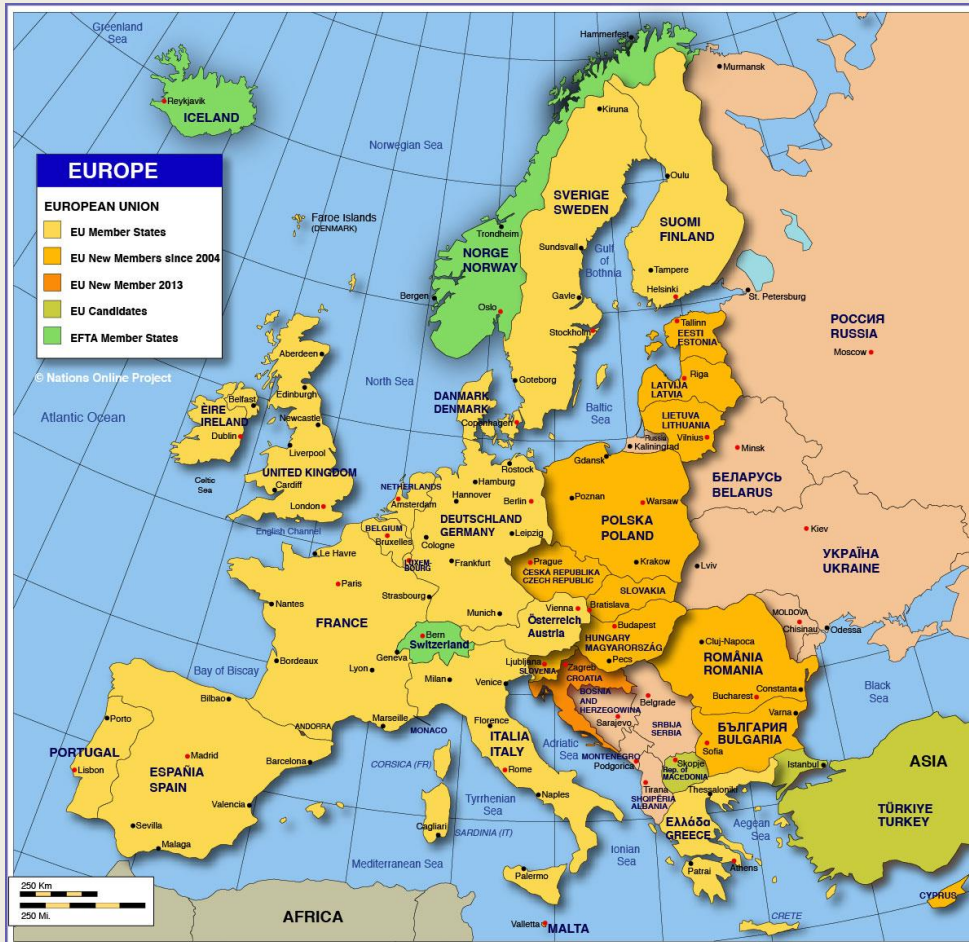 Greenland
Sea
Hammerfest
Murmansk
Reykjavik
ICELAND
Kiruna
Norwegian Sea
EUROPE
EUROPEAN UNION
EU Member States
EU New Members since 2004
EU New Member 2013
EU Candidates
EFTA Member States
© Nations Online Project
Faroe Islands
(DENMARK)
Oulu
SVERIGE
SWEDEN
SUOMI
FINLAND
Trondheim
NORGE
NORWAY
Sundsvall
Gulf
of
Bothnia
Tampere
Helsinki
Bergen
Oslo
Gavle
Stockholm
St. Petersburg
Tallinn
EESTI
ESTONIA
РОССИЯ
RUSSIA
Moscow
Aberdeen
North Sea
Goteborg
Riga
LATVIJA
LATVIA
Atlantic Ocean
Edinburgh
Belfast
ÉIRE
IRELAND
Dublin
Newcastle
Liverpool
DANMARK
DENMARK
Copenhagen
Baltic
Sea
LIETUVA
LITHUANIA
Vilnius
Russia
Kaliningrad
Minsk
БЕЛАРУСЬ
BELARUS
Celtic
Sea
UNITED KINGDOM
Cardiff
London
English Channel
NETHERLANDS
Amsterdam
Rostock
Hamburg
Hannover
Berlin
Gdansk
Poznan
Warsaw
POLSKA
POLAND
Krakow
BELGIUM
Bruxelles
LUXEM-
BOURG
DEUTSCHLAND
GERMANY
Leipzig
Cologne
Frankfurt
Kiev
УКРАЇНА
UKRAINE
Lviv
Le Havre
Paris
Strasbourg
Prague
ČESKÁ REPUBLIKA
CZECH REPUBLIC
SLOVAKIA
Nantes
FRANCE
Munich
Vienna
Österreich
Austria
Bratislava
Budapest
HUNGARY
MAGYARORSZÁG
Pecs
MOLDOVA
Chisinau
Odessa
Bern
Switzerland
Geneva
Bordeaux
Lyon
Bay of Biscay
Milan
Venice
Ljubljana
SLOVENIA
Zagreb
CROATIA
Cluj-Napoca
ROMÂNIA
ROMANIA
Bucharest
Constanta
Black
Sea
BOSNIA
AND
HERZEGOWINA
Sarajevo
Belgrade
SRBIJA
SERBIA
Varna
БЪЛГАРИЯ
BULGARIA
Sofia
Bilbao
Porto
ANDORRA
Marseille
MONACO
Florence
ITALIA
ITALY
Adriatic
Sea
MONTENEGRO
Podgorica
Skopje
Rep. of
MACEDONIA
Istanbul
ASIA
PORTUGAL
Lisbon
Madrid
ESPAÑIA
SPAIN
Barcelona
CORSICA (FR)
Rome
Tirana
SHQIPËRIA
ALBANIA
Thessaloniki
TÜRKIYE
TURKEY
Valencia
Naples
Tyrrhenian
Sea
Ελλάδα
GREECE
Aegean
Sea
Sevilla
Malaga
Cagliari
SARDINIA (IT)
Mediterranean Sea
Ionian
Sea
Palermo
Patrai
Athens
250 Km
250 Mi.
AFRICA
Valletta
MALTA
CRETE
CYPRUS